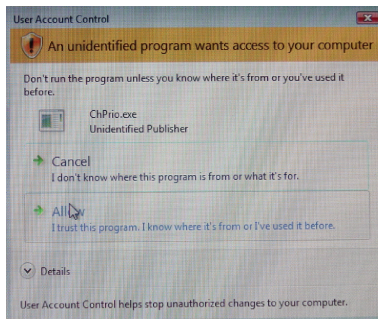 User Account Control
An unidentified program wants access to your computer
Don't run the program unless you know where it's from or you've used it
before.
ChPrio.exe
Unidentified Publisher
Cancel
I don't know where this program is from or what it's for.
Allow
I trust this program. I know where it's from or I've used it before.
Details
User Account Control helps stop unauthorized changes to your computer.